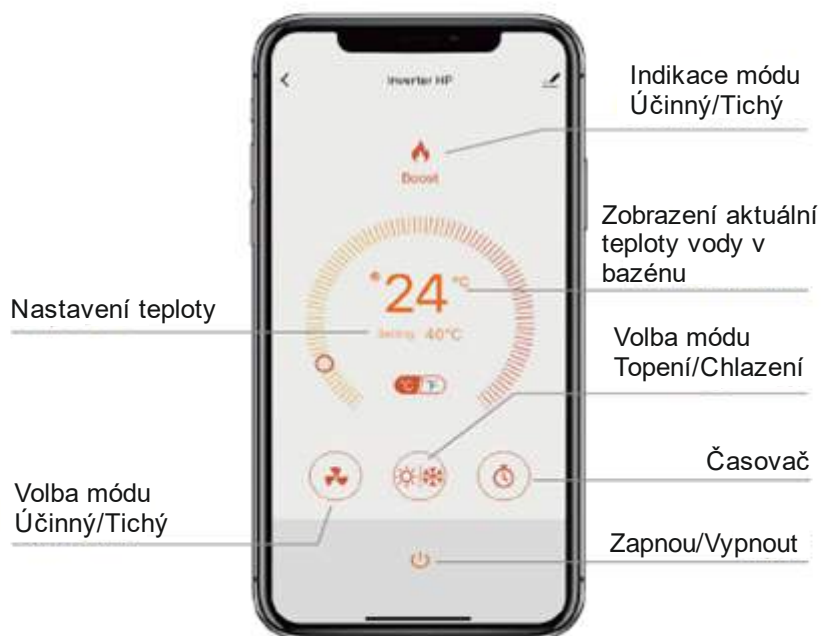 Inverter HP
Indikace módu
Účinný/Tichý
Boost
Zobrazení aktuální
teploty vody v
bazénu
24 °C
Nastavení teploty
Setting 40°C
Volba módu
Topení/Chlazení
°C °F
Časovač
Volba módu
Účinný/Tichý
Zapnou/Vypnout